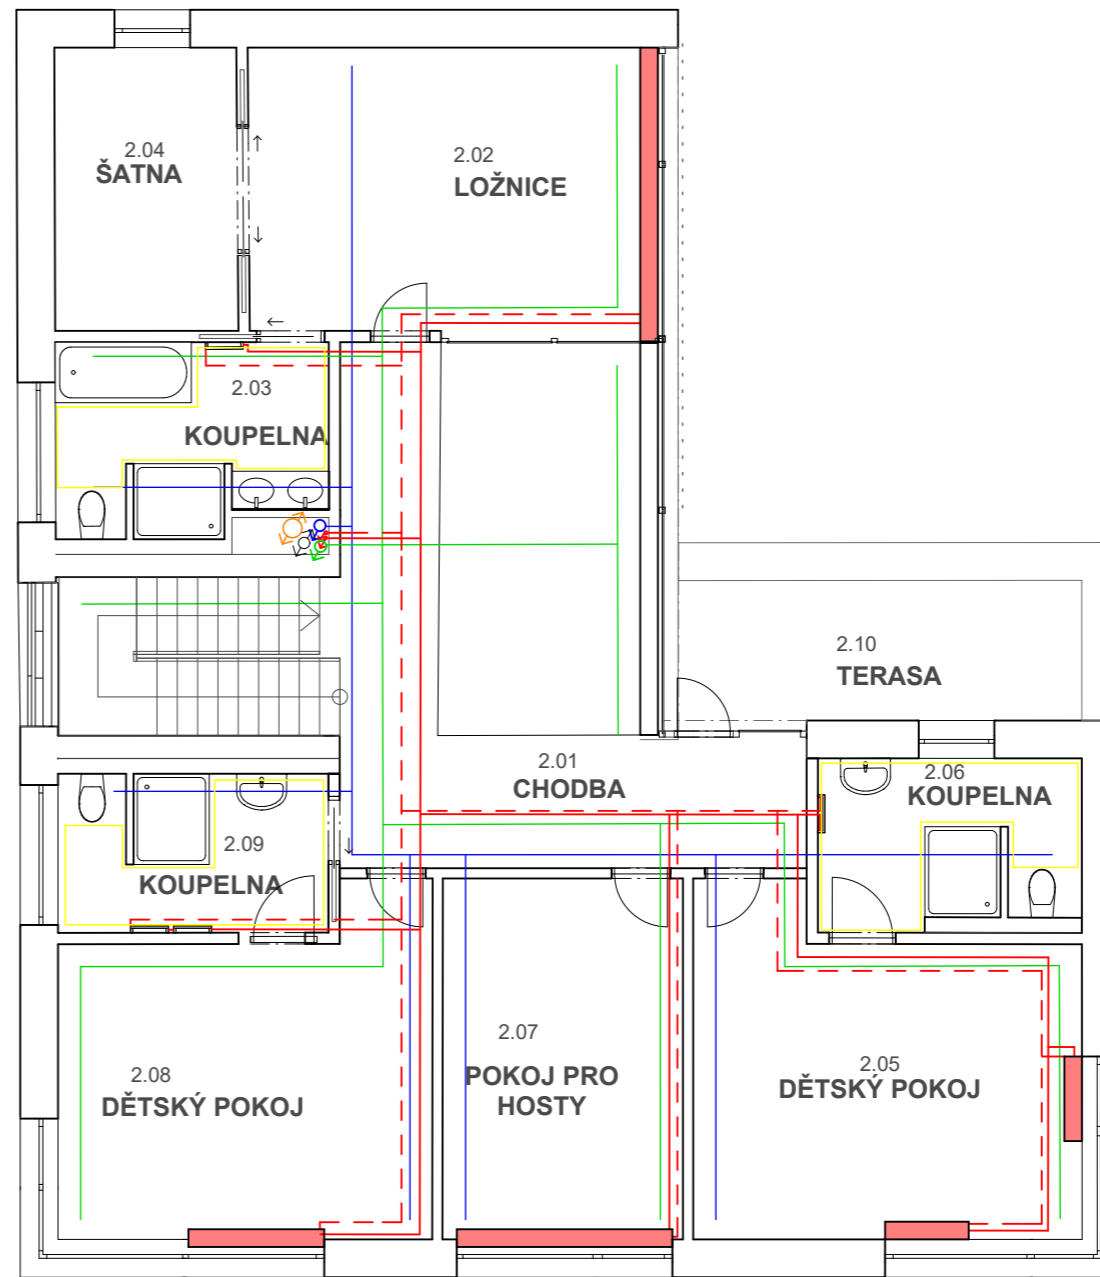 2.04
ŠATNA
2.02
LOŽNICE
2.03
KOUPELNA
2.10
TERASA
2.01
CHODBA
2.06
KOUPELNA
2.09
KOUPELNA
2.07
POKOJ PRO
HOSTY
2.05
DĚTSKÝ POKOJ
2.08
DĚTSKÝ POKOJ